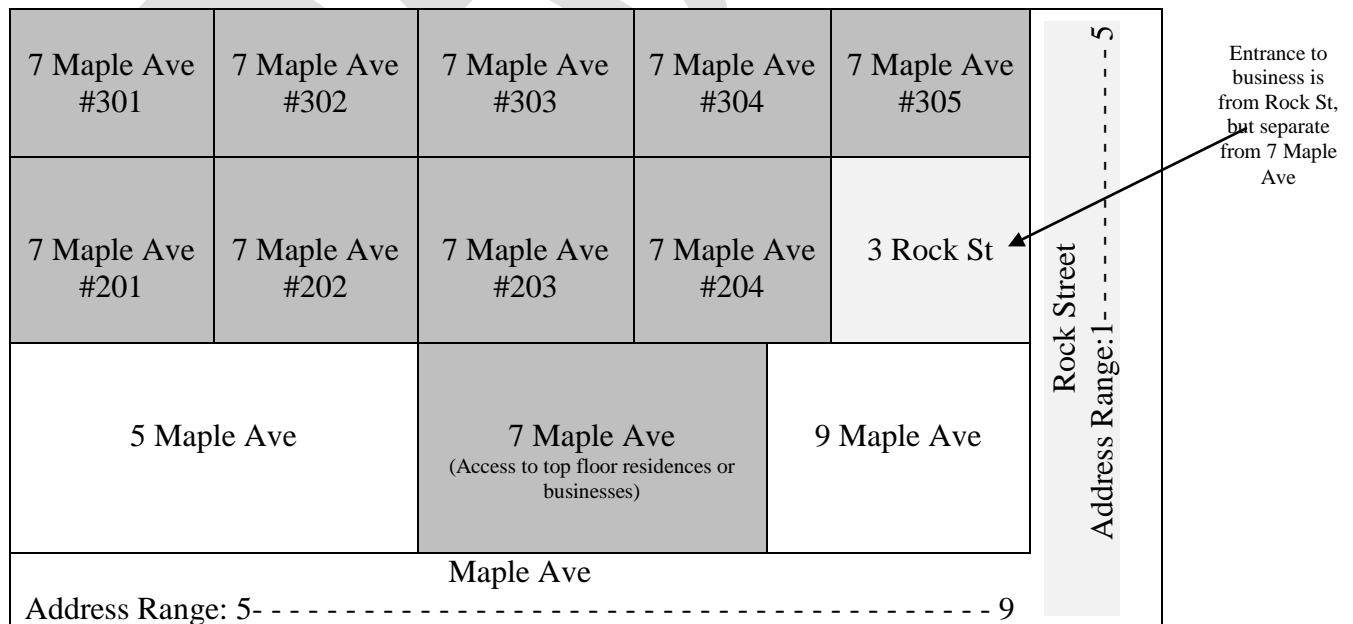 7 Maple Ave
#301
7 Maple Ave
#302
7 Maple Ave
#303
7 Maple Ave
#304
7 Maple Ave
#305
7 Maple Ave
#201
7 Maple Ave
#202
7 Maple Ave
#203
7 Maple Ave
#204
3 Rock St
5 Maple Ave
7 Maple Ave
(Access to top floor residences or
businesses)
9 Maple Ave
Maple Ave
Address Range: 5- - - - - - - - - - - - - - - - - - - - - - - - - - - - - - - - - - - - - - - - 9
Rock Street
Address Range:1- - - - - - - - - - - - - - - - 5
Entrance to
business is
from Rock St,
but separate
from 7 Maple
Ave